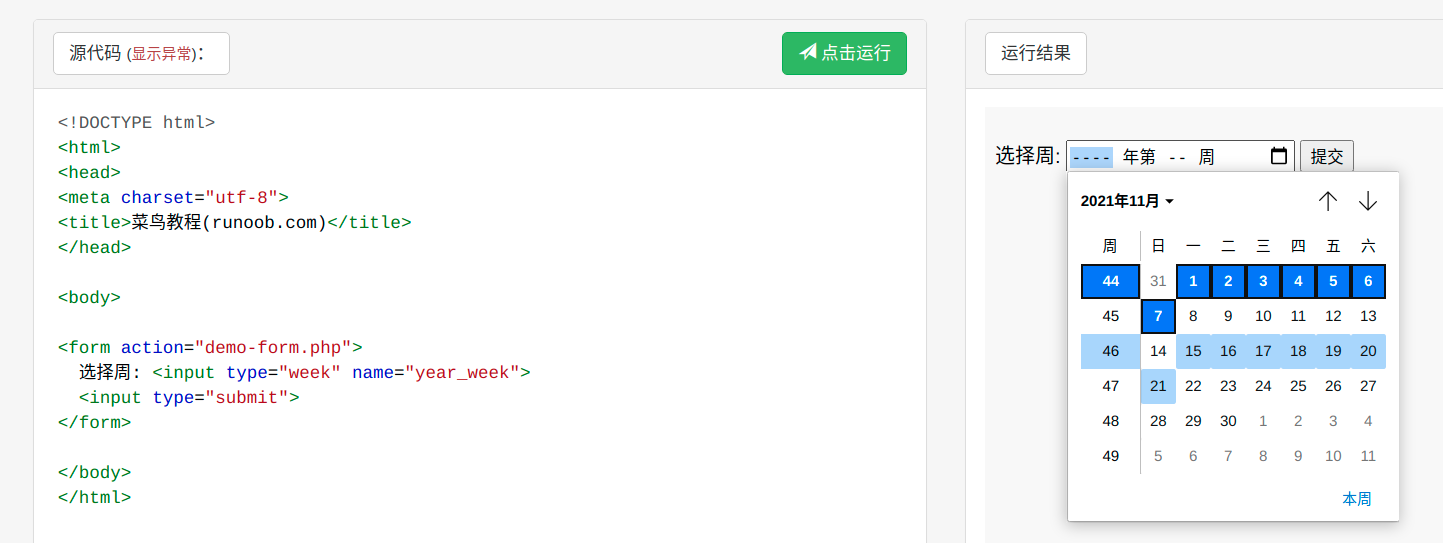 源代码 (显示异常)：
点击运行
<!DOCTYPE html>
<html>
<head>
<meta charset="utf-8">
<title>菜鸟教程(runoob.com)</title>
</head>
<body>
<form action="demo-form.php">
选择周: <input type="week" name="year_week">
<input type="submit">
</form>
</body>
</html>
运行结果
选择周: ---- 年第 -- 周 提交
2021年11月
周 日 一 二 三 四 五 六
44 31 1 2 3 4 5 6
45 7 8 9 10 11 12 13
46 14 15 16 17 18 19 20
47 21 22 23 24 25 26 27
48 28 29 30 1 2 3 4
49 5 6 7 8 9 10 11
本周